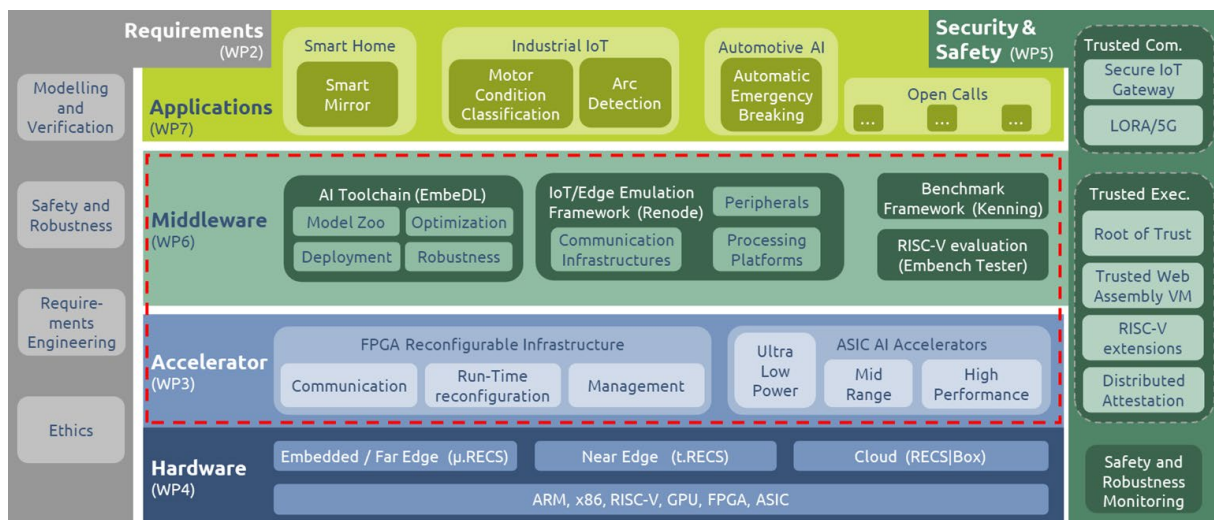 Requirements
(WP2)
Modelling
and
Verification
Safety and
Robustness
Require-
ments
Engineering
Ethics
Applications
(WP7)
Smart Home
Smart
Mirror
Industrial IoT
Motor
Condition
Classification
Arc
Detection
Automotive AI
Automatic
Emergency
Breaking
Open Calls
...
...
...
Middleware
(WP6)
AI Toolchain (EmbeDL)
Model Zoo
Optimization
Deployment
Robustness
IoT/Edge Emulation
Framework (Renode)
Peripherals
Communication
Infrastructures
Processing
Platforms
Benchmark
Framework (Kenning)
RISC-V evaluation
(Embench Tester)
Accelerator
(WP3)
FPGA Reconfigurable Infrastructure
Communication
Run-Time
reconfiguration
Management
Ultra
Low
Power
ASIC AI Accelerators
Mid
Range
High
Performance
Hardware
(WP4)
Embedded / Far Edge (μ.RECS)
Near Edge (t.RECS)
Cloud (RECS|Box)
ARM, x86, RISC-V, GPU, FPGA, ASIC
Security &
Safety (WP5)
Trusted Com.
Secure IoT
Gateway
LORA/5G
Trusted Exec.
Root of Trust
Trusted Web
Assembly VM
RISC-V
extensions
Distributed
Attestation
Safety and
Robustness
Monitoring